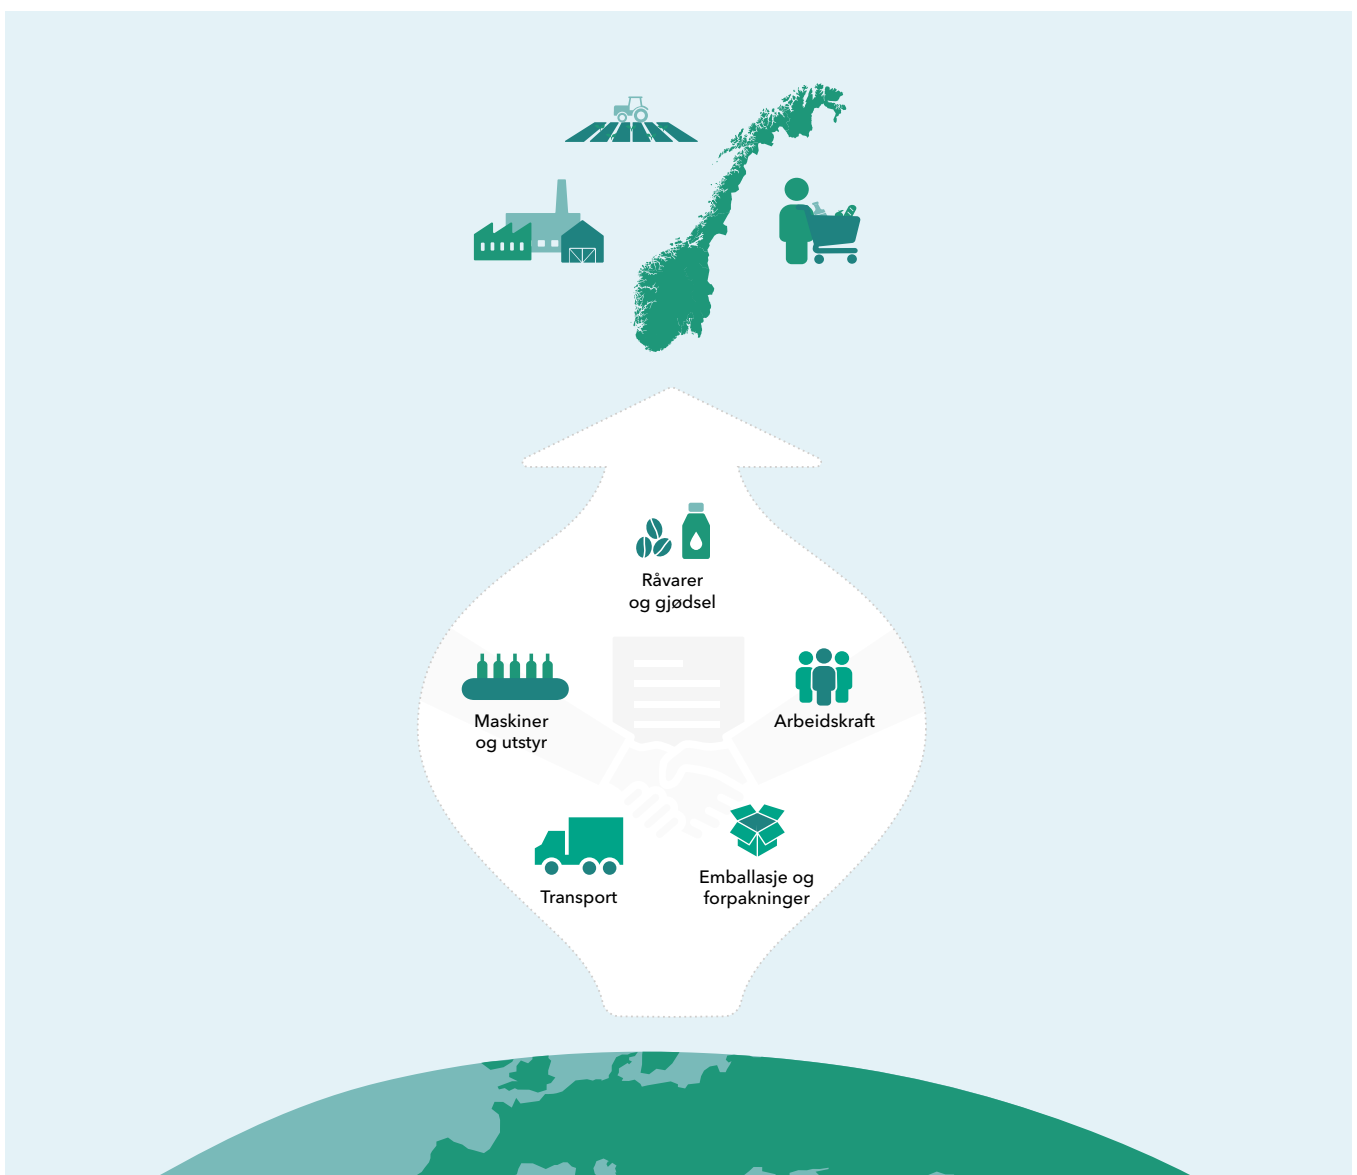 Råvarer
og gjødsel
Maskiner
og utstyr
Arbeidskraft
Transport
Emballasje og
forpakninger